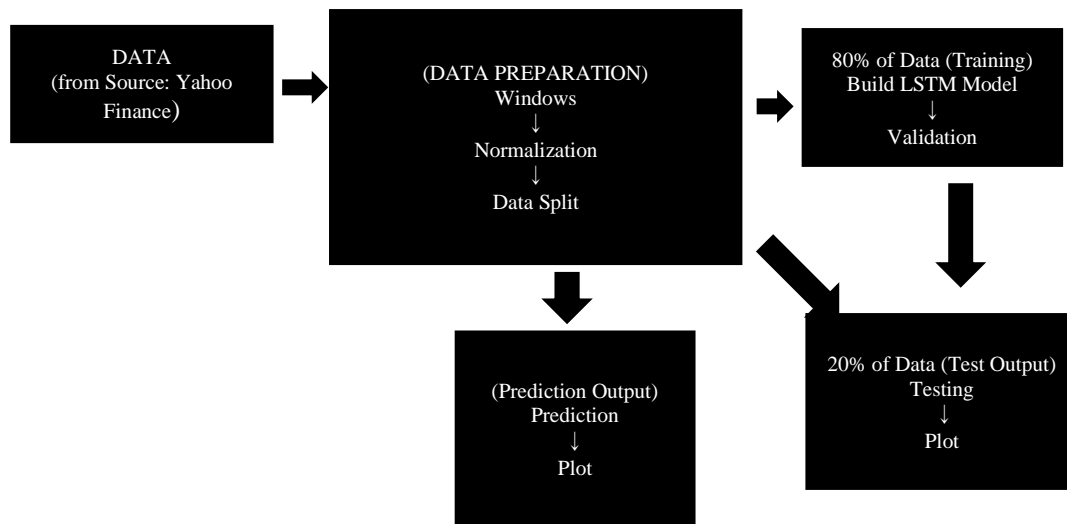 DATA
(from Source: Yahoo
Finance)
(DATA PREPARATION)
Windows
↓
Normalization
↓
Data Split
80% of Data (Training)
Build LSTM Model
↓
Validation
(Prediction Output)
Prediction
↓
Plot
20% of Data (Test Output)
Testing
↓
Plot